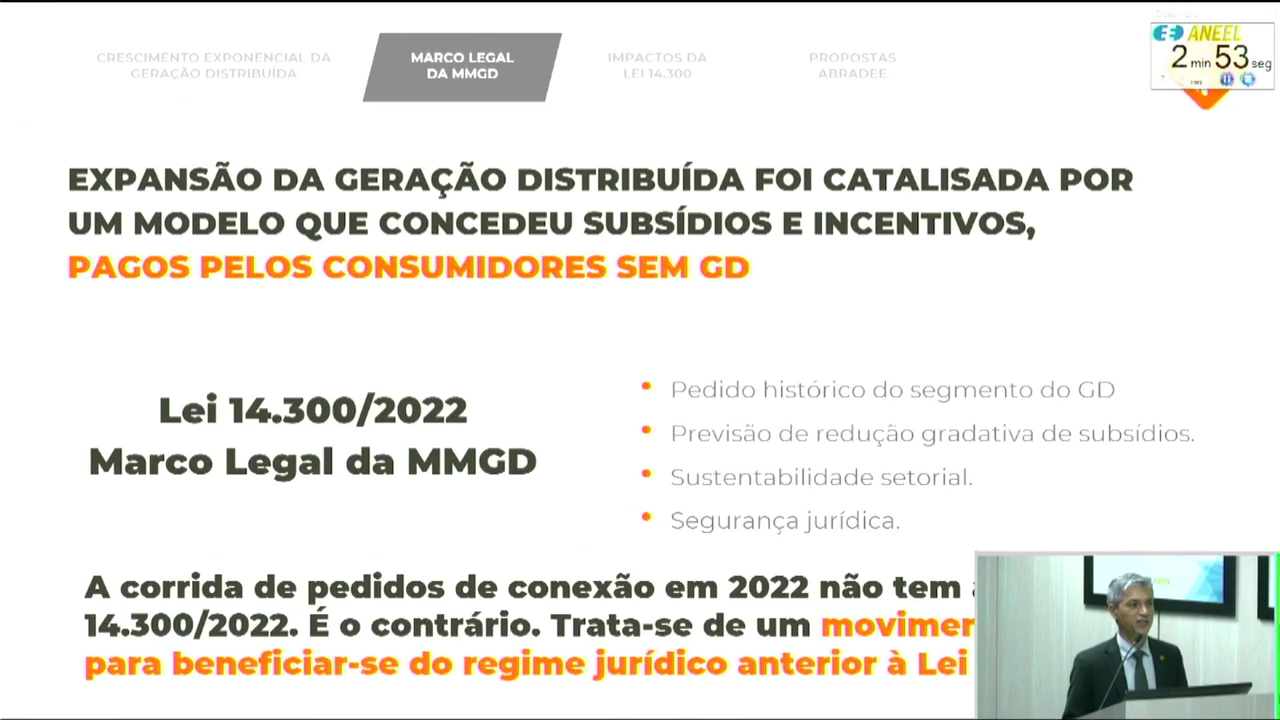 CRESCIMENTO EXPONENCIAL DA
GERAÇÃO DISTRIBUÍDA
MARCO LEGAL
DA MMGD
IMPACTOS DA
LEI 14.300
PROPOSTAS
ABRADEE
ANEEL
2 min 53 seg
EXPANSÃO DA GERAÇÃO DISTRIBUÍDA FOI CATALISADA POR
UM MODELO QUE CONCEDEU SUBSÍDIOS E INCENTIVOS,
PAGOS PELOS CONSUMIDORES SEM GD
Lei 14.300/2022
Marco Legal da MMGD
• Pedido histórico do segmento do GD
• Previsão de redução gradativa de subsídios.
• Sustentabilidade setorial.
• Segurança jurídica.
A corrida de pedidos de conexão em 2022 não tem
14.300/2022. É o contrário. Trata-se de um
para beneficiar-se do regime jurídico anterior à Lei